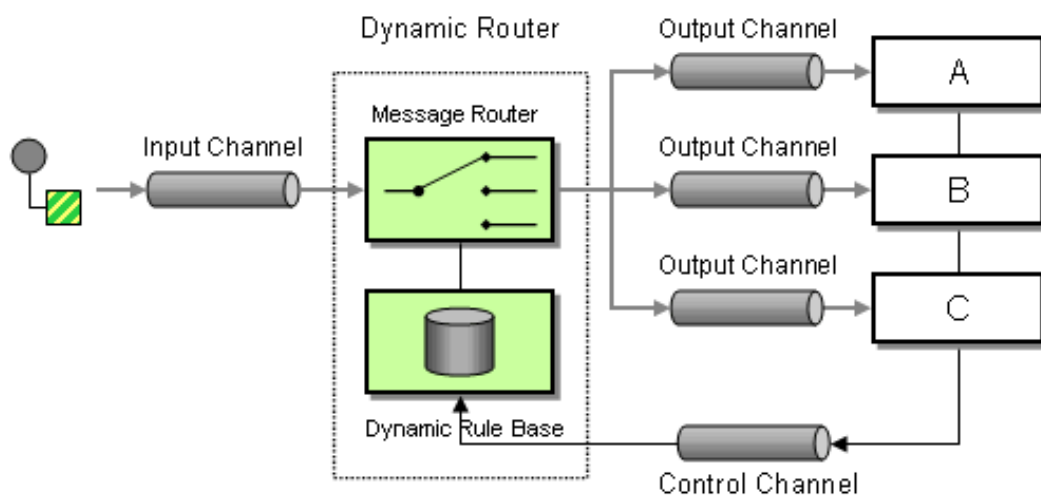 Dynamic Router
Output Channel
A
Message Router
Input Channel
Output Channel
B
Output Channel
C
Dynamic Rule Base
Control Channel